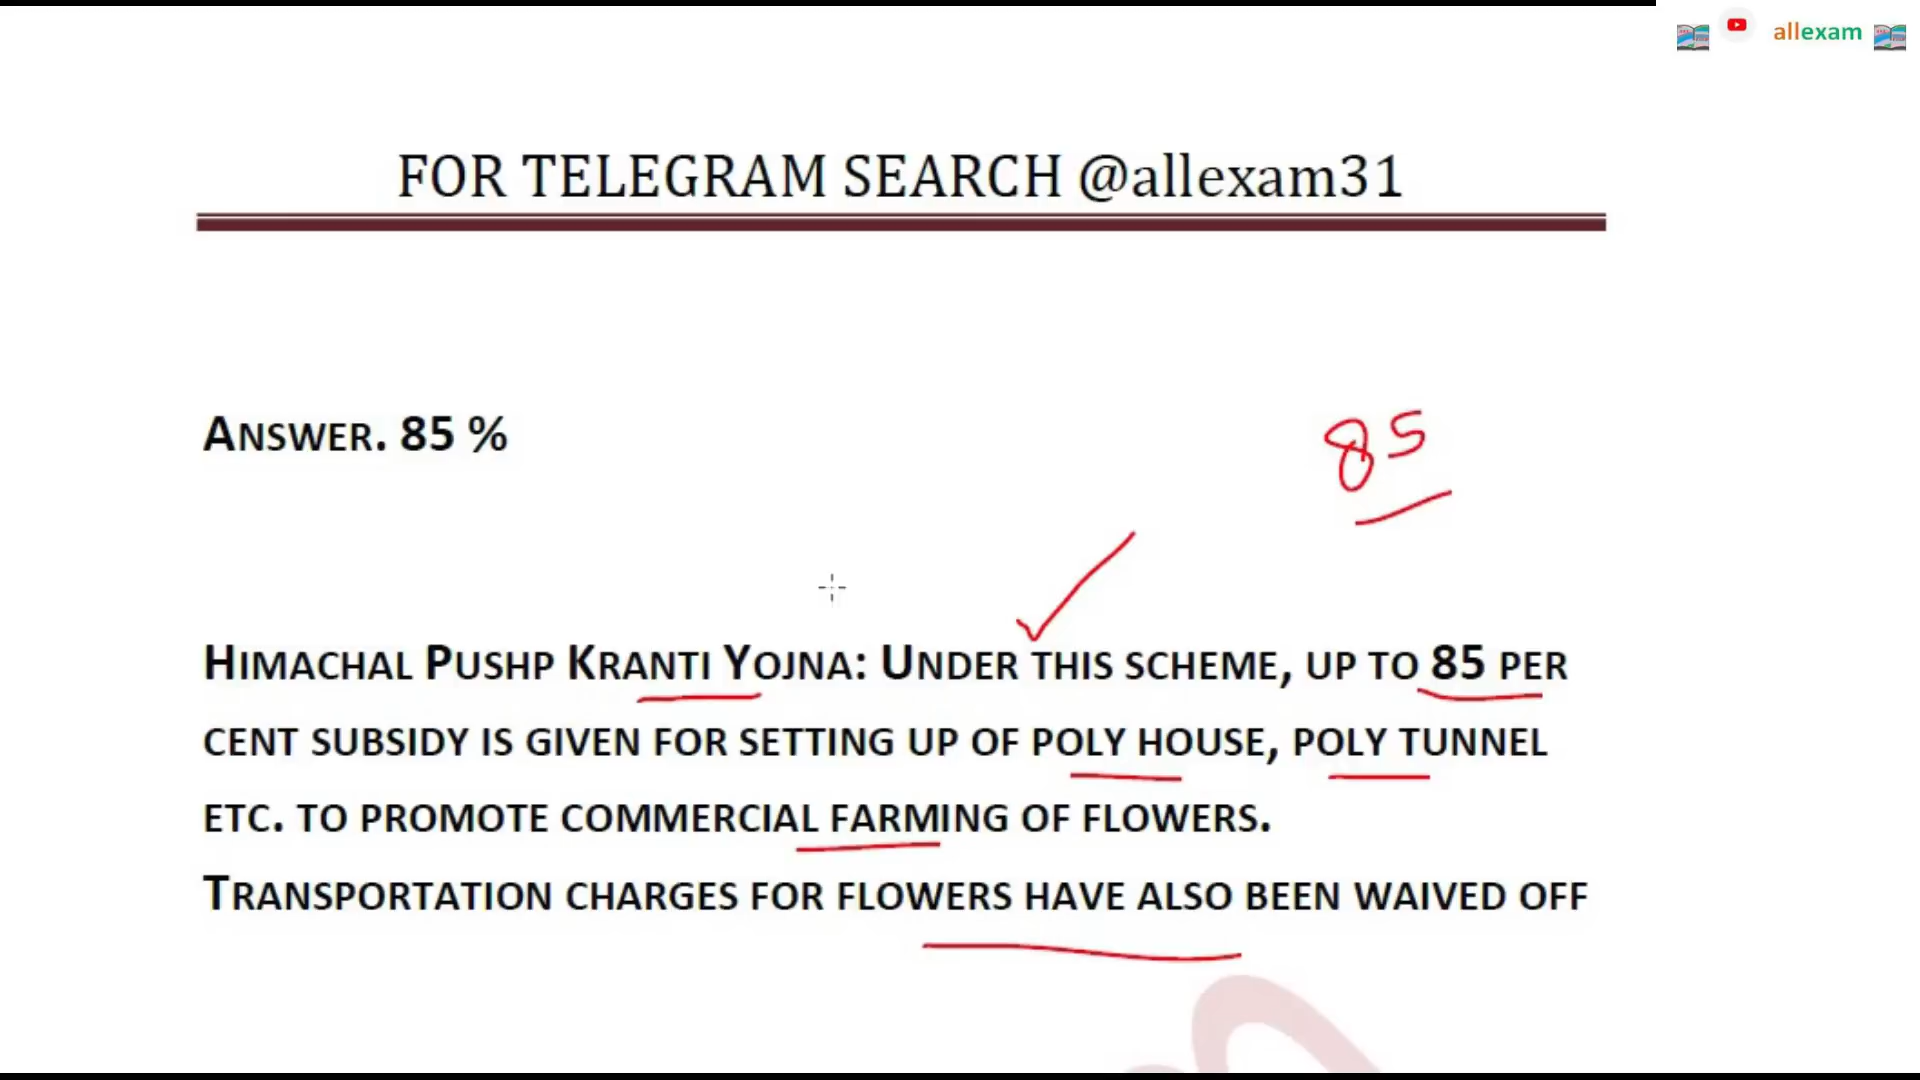 allexam
FOR TELEGRAM SEARCH @allexam31
ANSWER. 85 %
85
HIMACHAL PUSHP KRANTI YOJNA: UNDER THIS SCHEME, UP TO 85 PER
CENT SUBSIDY IS GIVEN FOR SETTING UP OF POLY HOUSE, POLY TUNNEL
ETC. TO PROMOTE COMMERCIAL FARMING OF FLOWERS.
TRANSPORTATION CHARGES FOR FLOWERS HAVE ALSO BEEN WAIVED OFF